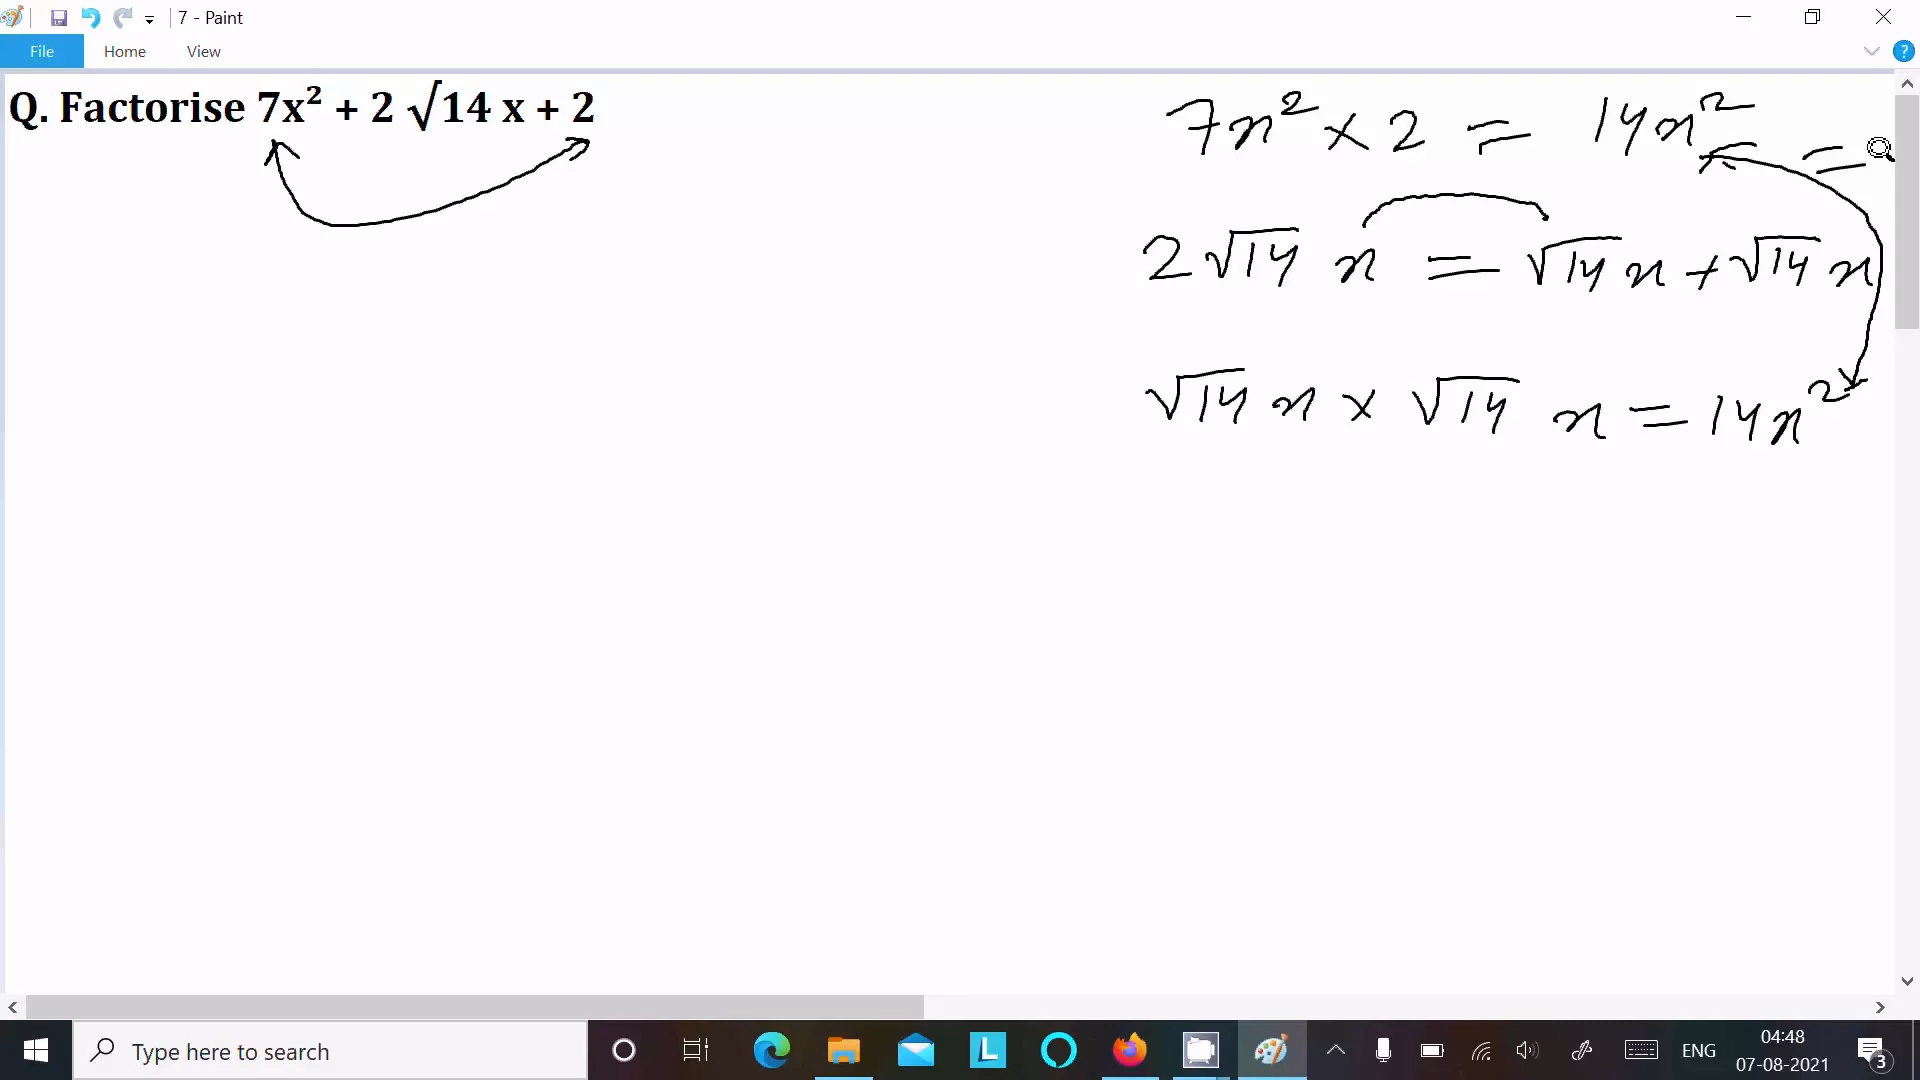 7 - Paint
File Home View
Q. Factorise 7x² + 2 √14 x + 2
7x² × 2 = 14x² =
2√14 x = √14 x + √14 x
√14 x × √14 x = 14x²
Type here to search
ENG
04:48
07-08-2021
3